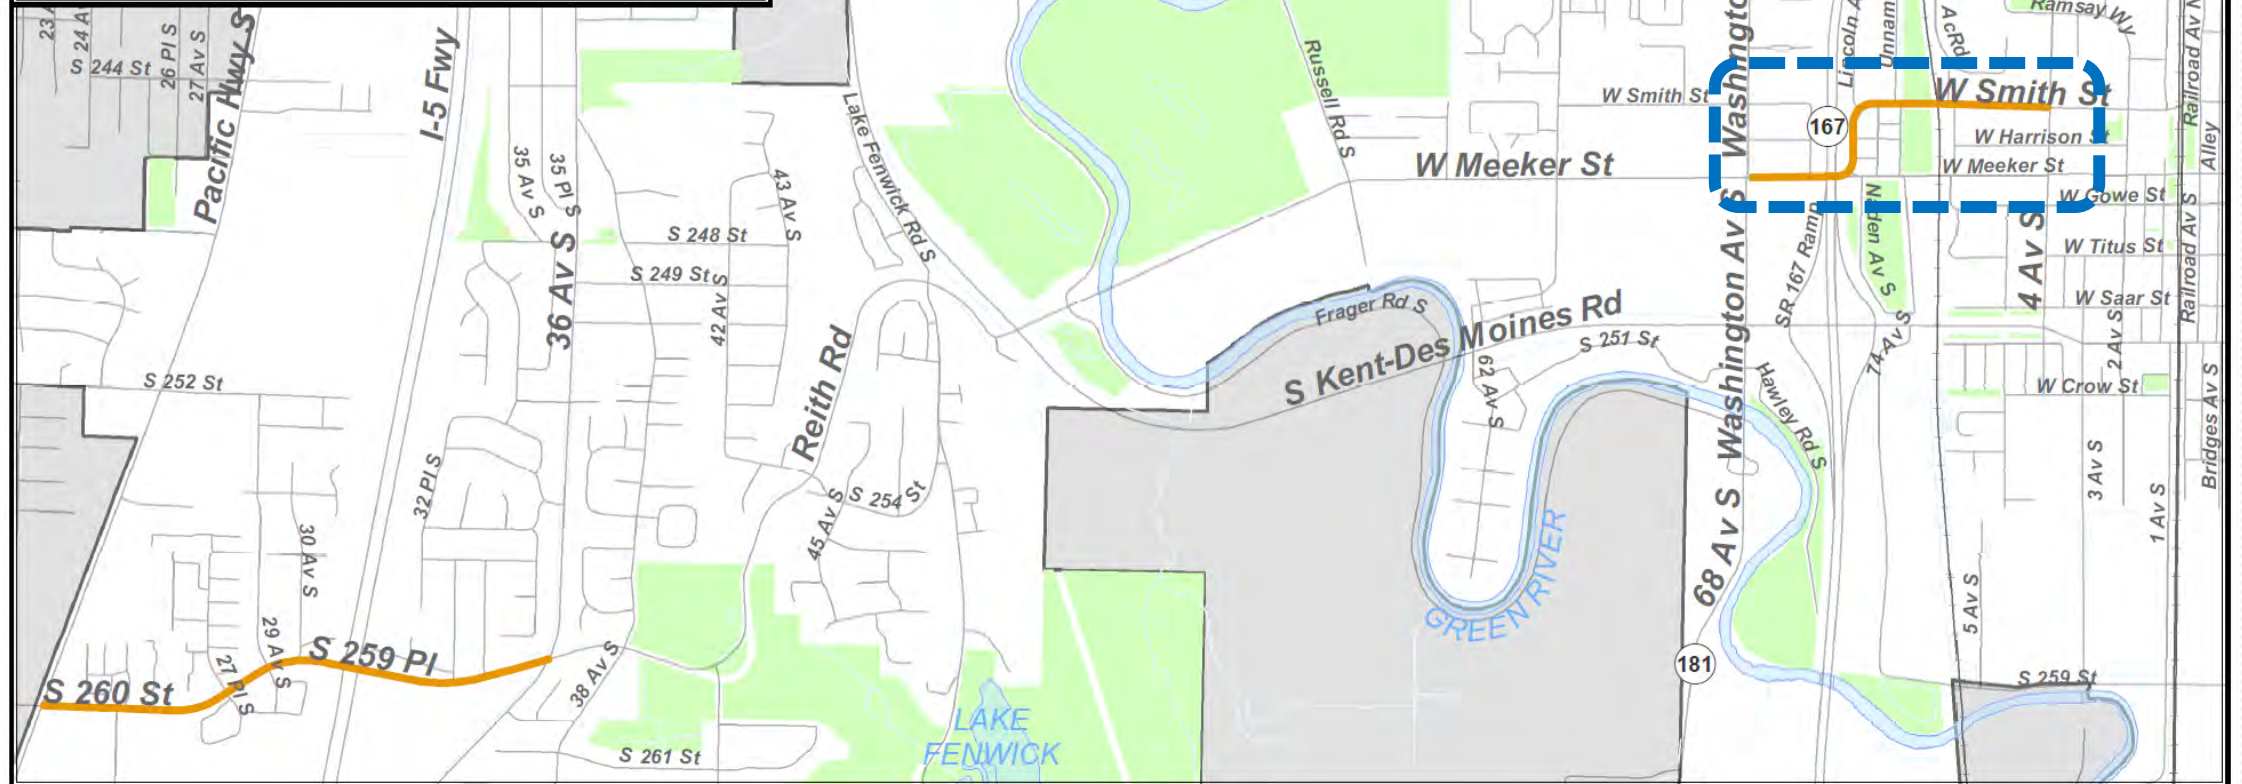 S 244 St
26 Pl S
27 Av S
Pacific Hwy S
I-5 Fwy
35 Av S
35 Pl S
36 Av S
43 Av S
S 248 St
S 249 St
42 Av S
Lake Fenwick Rd S
Russell Rd S
W Meeker St
W Smith St
167
W Smith St
W Harrison St
W Meeker St
W Gowe St
Ramsay Wy
Alley
Naden Av S
W Titus St
4 Av S
W Saar St
Railroad Av S
SR 167 Ramp
74 Av S
2 Av S
W Crow St
Bridges Av S
Frager Rd S
S Kent-Des Moines Rd
S 251 St
62 Av S
Washington Av S
Hawley Rd S
Reith Rd
S 252 St
32 Pl S
S 254 St
45 Av S
30 Av S
29 Av S
27 Pl S
S 259 Pl
S 260 St
38 Av S
S 261 St
LAKE
FENWICK
GREEN RIVER
68 Av S
181
3 Av S
1 Av S
5 Av S
S 259 St